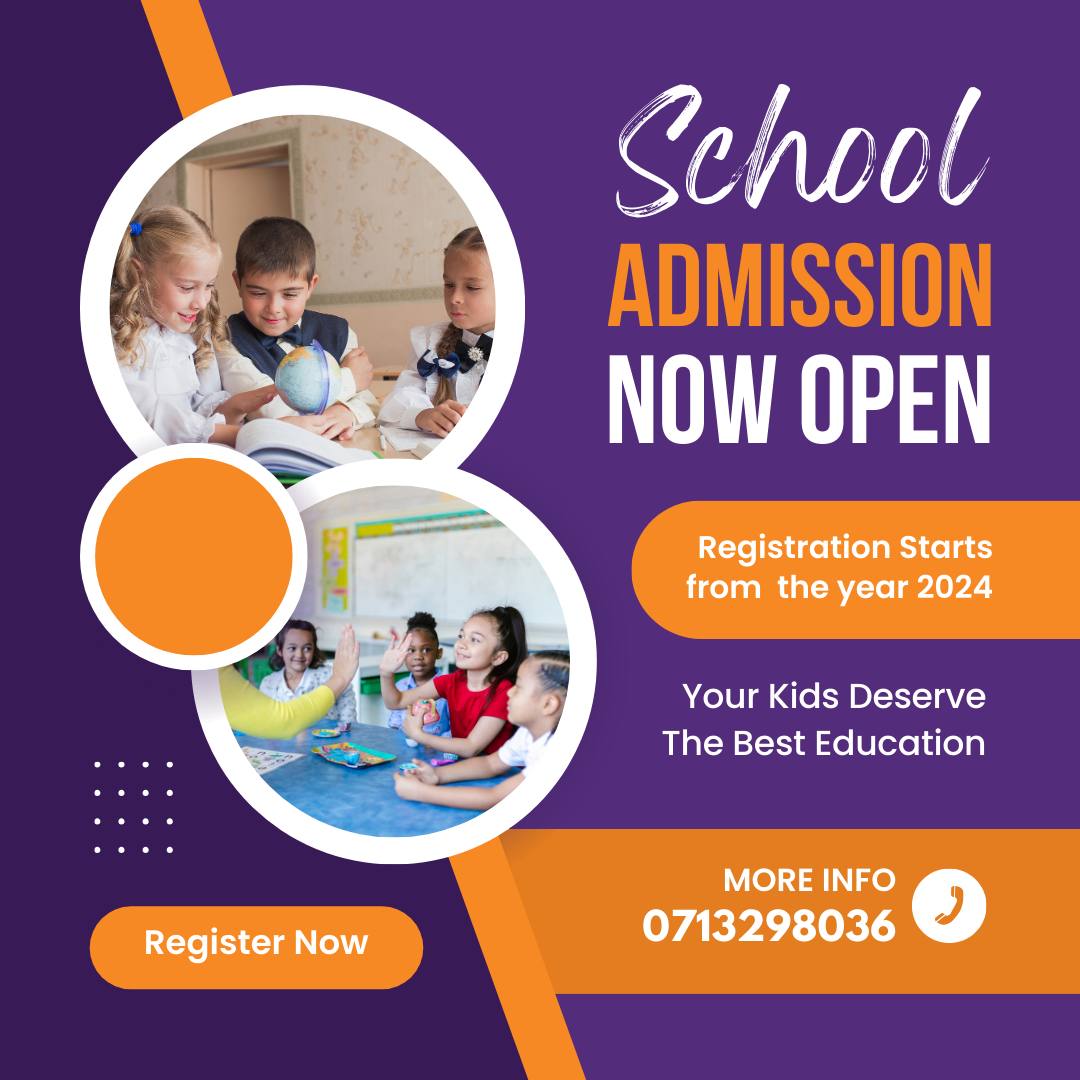 School
ADMISSION
NOW OPEN
Registration Starts
from  the year 2024
Your Kids Deserve
The Best Education
MORE INFO
0713298036
Register Now